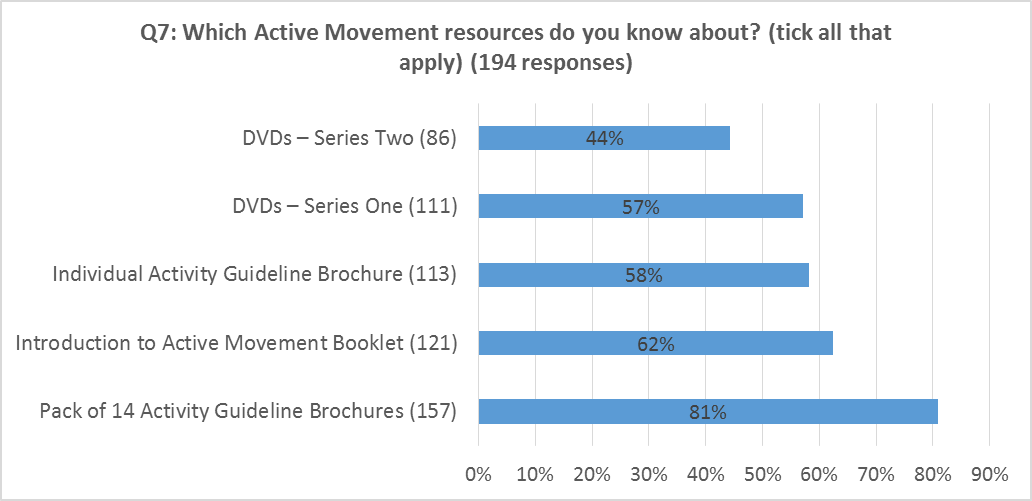 Q7: Which Active Movement resources do you know about? (tick all that
apply) (194 responses)
DVDs – Series Two (86)
44%
DVDs – Series One (111)
57%
Individual Activity Guideline Brochure (113)
58%
Introduction to Active Movement Booklet (121)
62%
Pack of 14 Activity Guideline Brochures (157)
81%
0% 10% 20% 30% 40% 50% 60% 70% 80% 90%